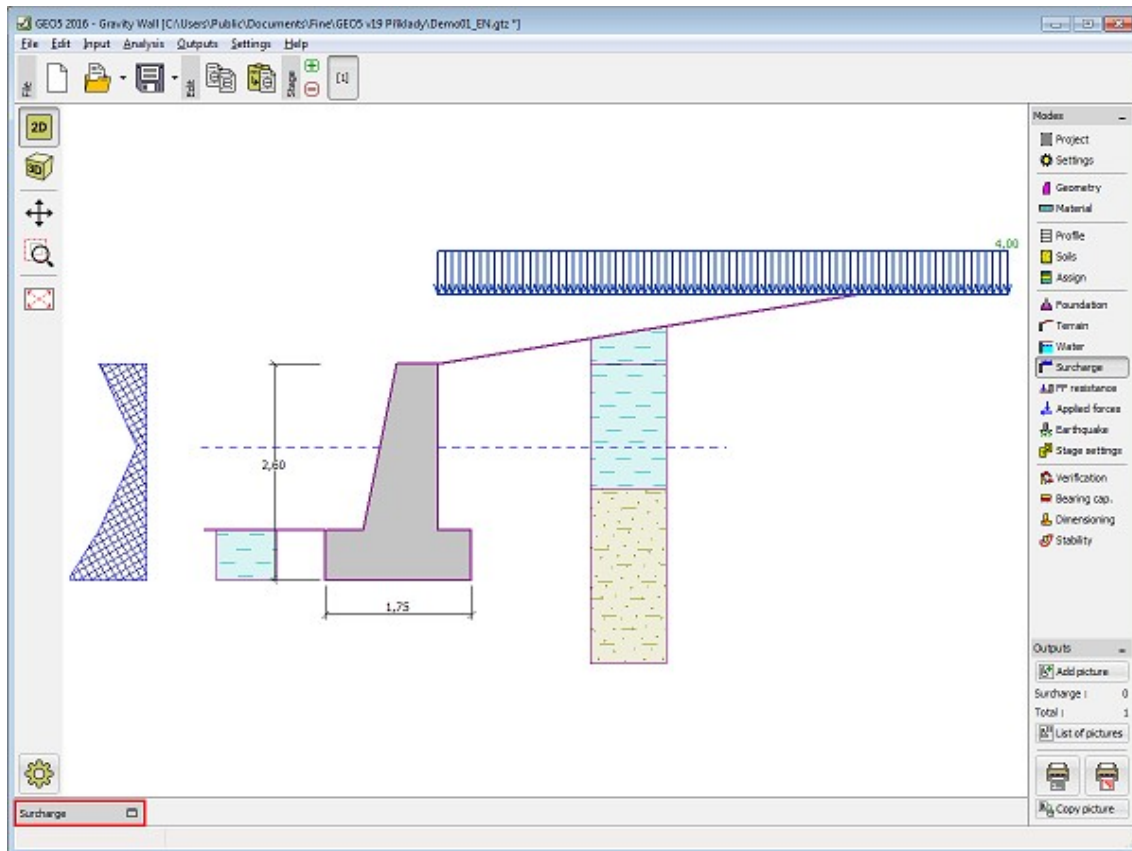 GEO5 2016 - Gravity Wall [C:\Users\Public\Documents\Fine\GEO5 v19 Příklady\Demo01_EN.gtz *]
File Edit Input Analysis Outputs Settings Help
File
Edit
Stage
[1]
2D
3D
4,00
2,60
1,75
Modes
Project
Settings
Geometry
Material
Profile
Soils
Assign
Foundation
Terrain
Water
Surcharge
FF resistance
Applied forces
Earthquake
Stage settings
Verification
Bearing cap.
Dimensioning
Stability
Outputs
Add picture
Surcharge : 0
Total : 1
List of pictures
Copy picture
Surcharge